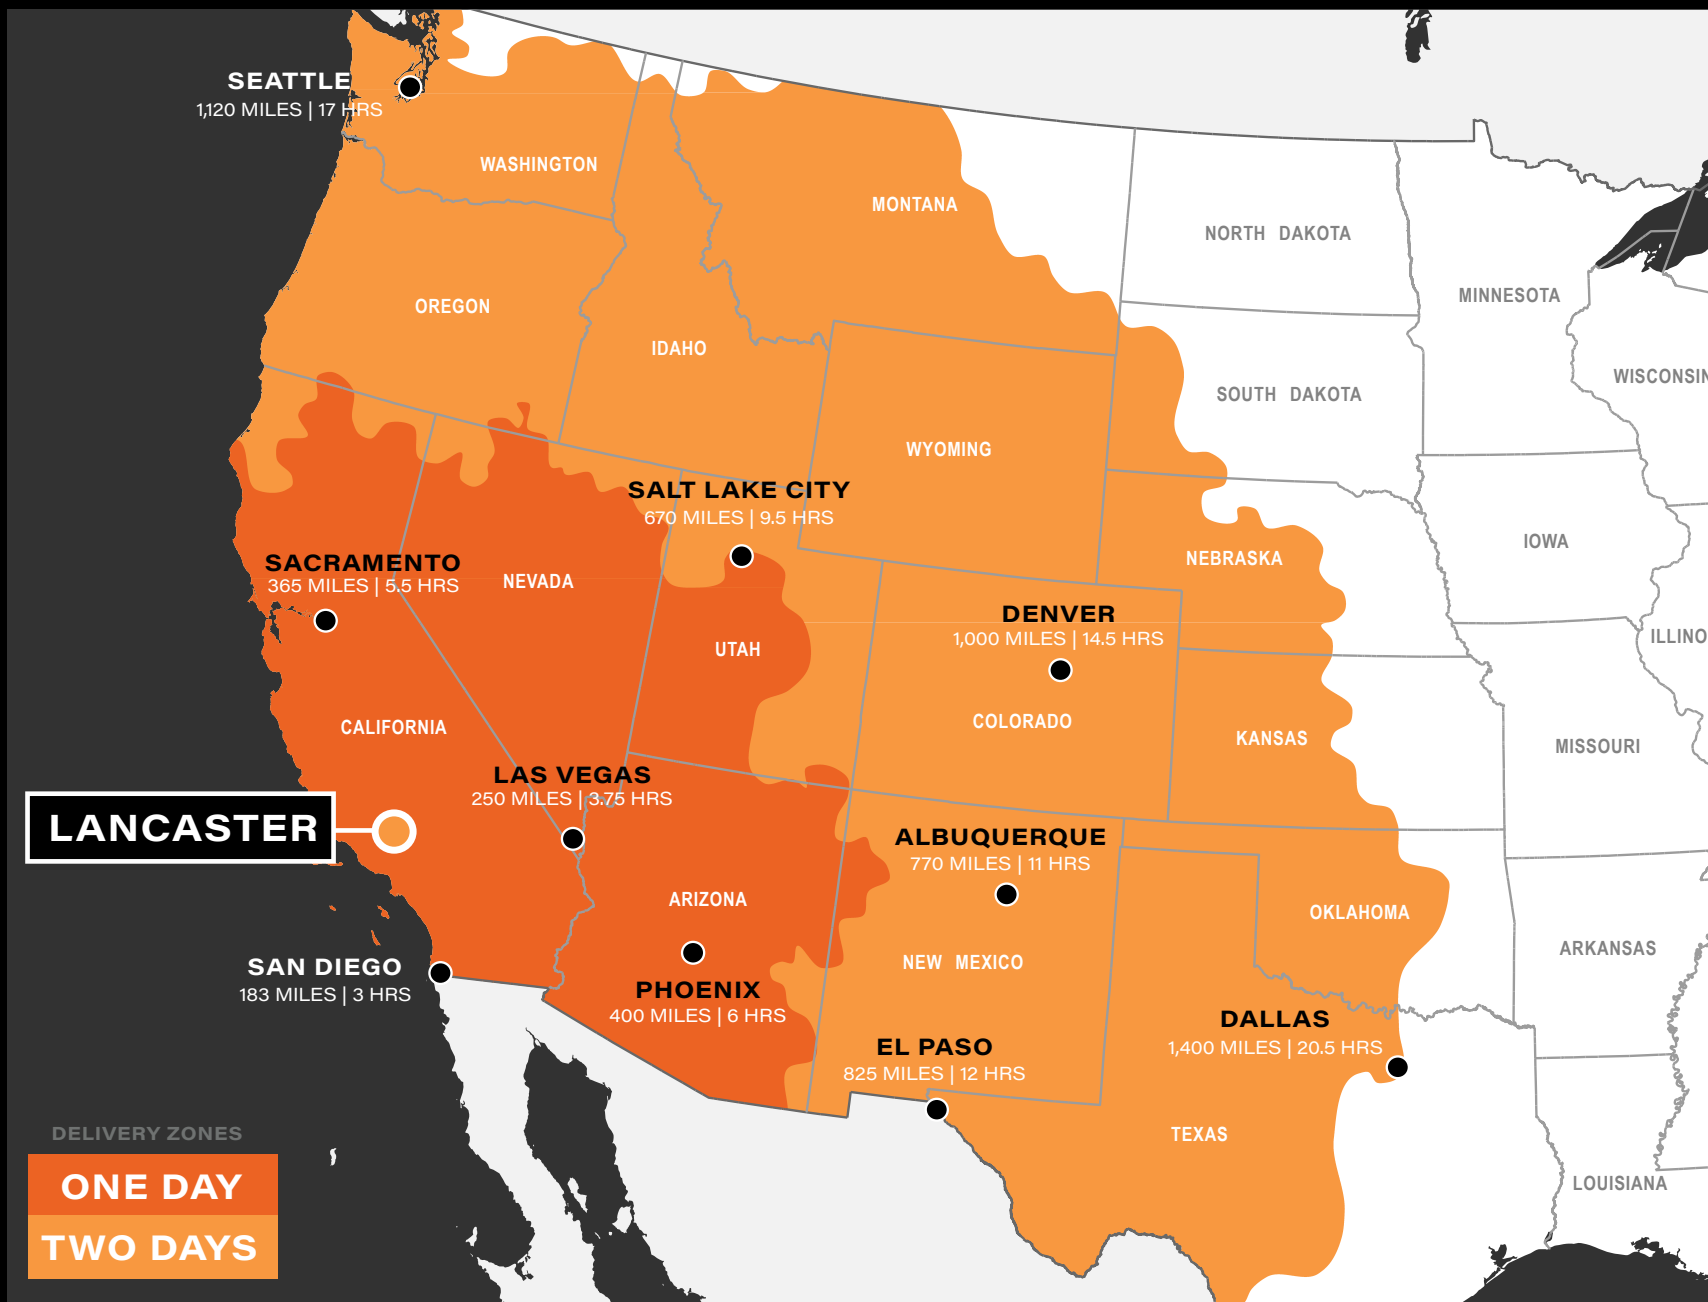 SEATTLE
1,120 MILES | 17 HRS
WASHINGTON
MONTANA
NORTH DAKOTA
MINNESOTA
OREGON
IDAHO
WISCONSIN
SOUTH DAKOTA
WYOMING
SALT LAKE CITY
670 MILES | 9.5 HRS
IOWA
NEBRASKA
SACRAMENTO
365 MILES | 5.5 HRS
NEVADA
DENVER
1,000 MILES | 14.5 HRS
ILLINO
UTAH
COLORADO
CALIFORNIA
KANSAS
MISSOURI
LAS VEGAS
250 MILES | 3.75 HRS
LANCASTER
ALBUQUERQUE
770 MILES | 11 HRS
ARIZONA
OKLAHOMA
ARKANSAS
NEW MEXICO
SAN DIEGO
183 MILES | 3 HRS
PHOENIX
400 MILES | 6 HRS
DALLAS
1,400 MILES | 20.5 HRS
EL PASO
825 MILES | 12 HRS
TEXAS
LOUISIANA
DELIVERY ZONES
ONE DAY
TWO DAYS